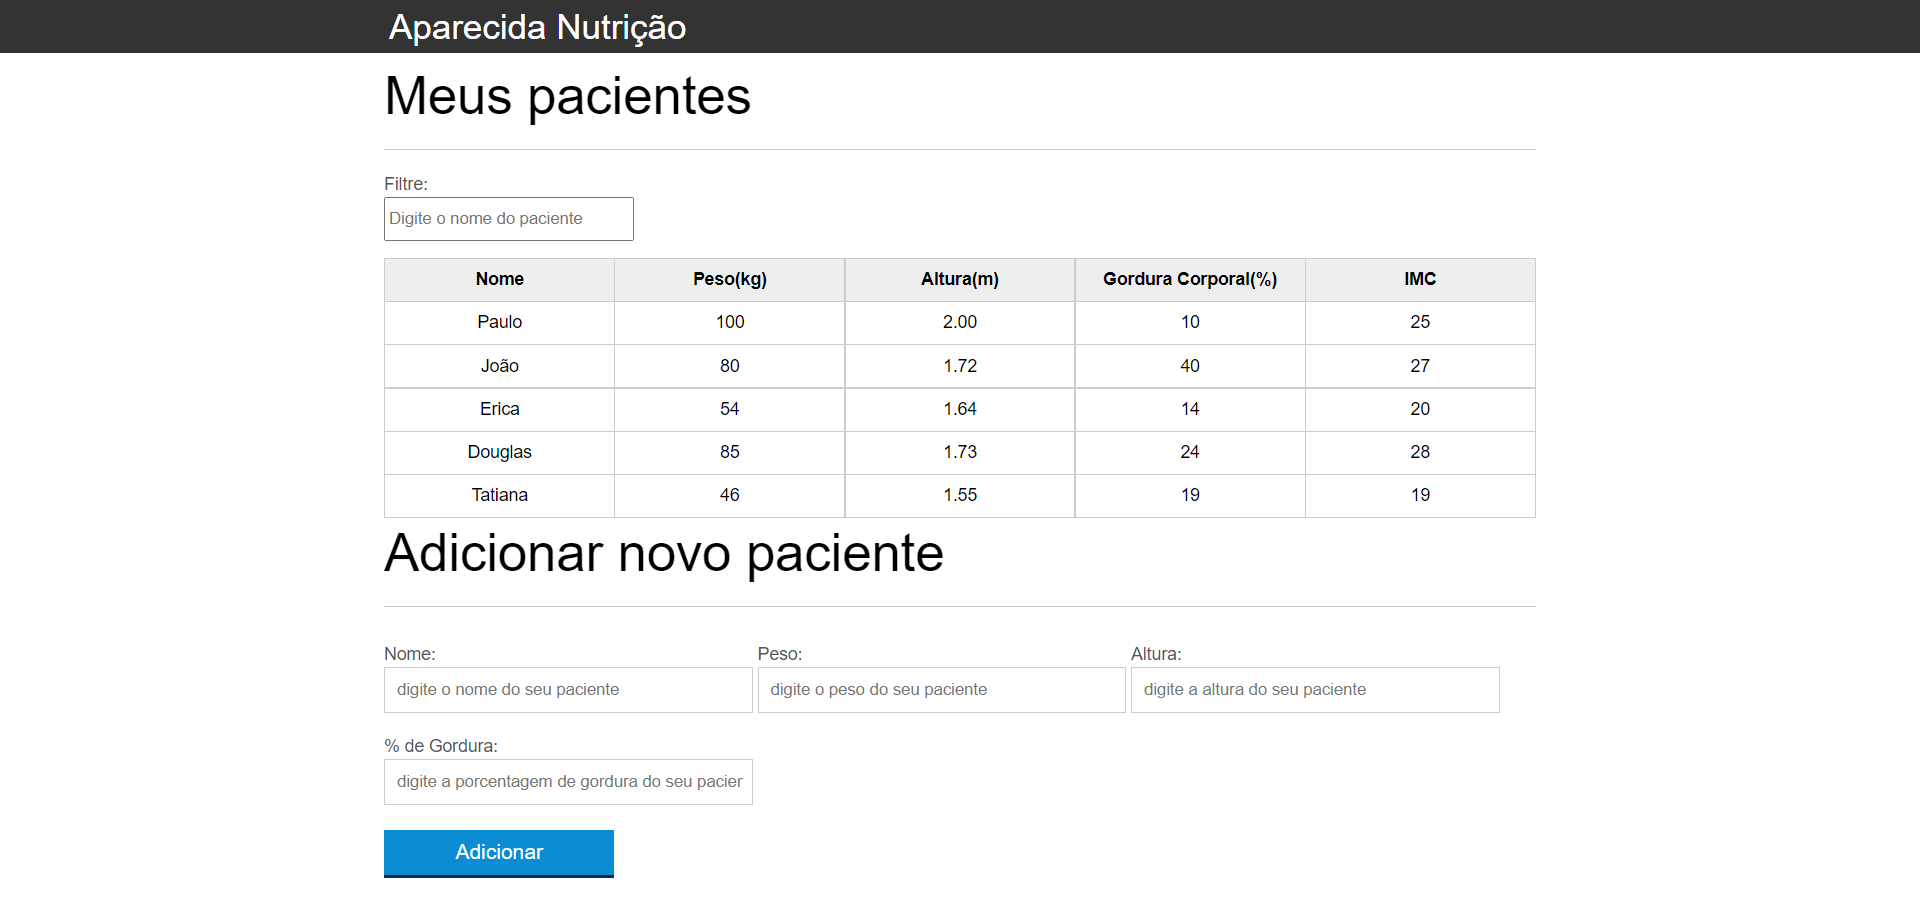 Aparecida Nutrição
Meus pacientes
Filtre:
Digite o nome do paciente
Nome Peso(kg) Altura(m) Gordura Corporal(%) IMC
Paulo 100 2.00 10 25
João 80 1.72 40 27
Erica 54 1.64 14 20
Douglas 85 1.73 24 28
Tatiana 46 1.55 19 19
Adicionar novo paciente
Nome: Peso: Altura:
digite o nome do seu paciente digite o peso do seu paciente digite a altura do seu paciente
% de Gordura:
digite a porcentagem de gordura do seu pacier
Adicionar